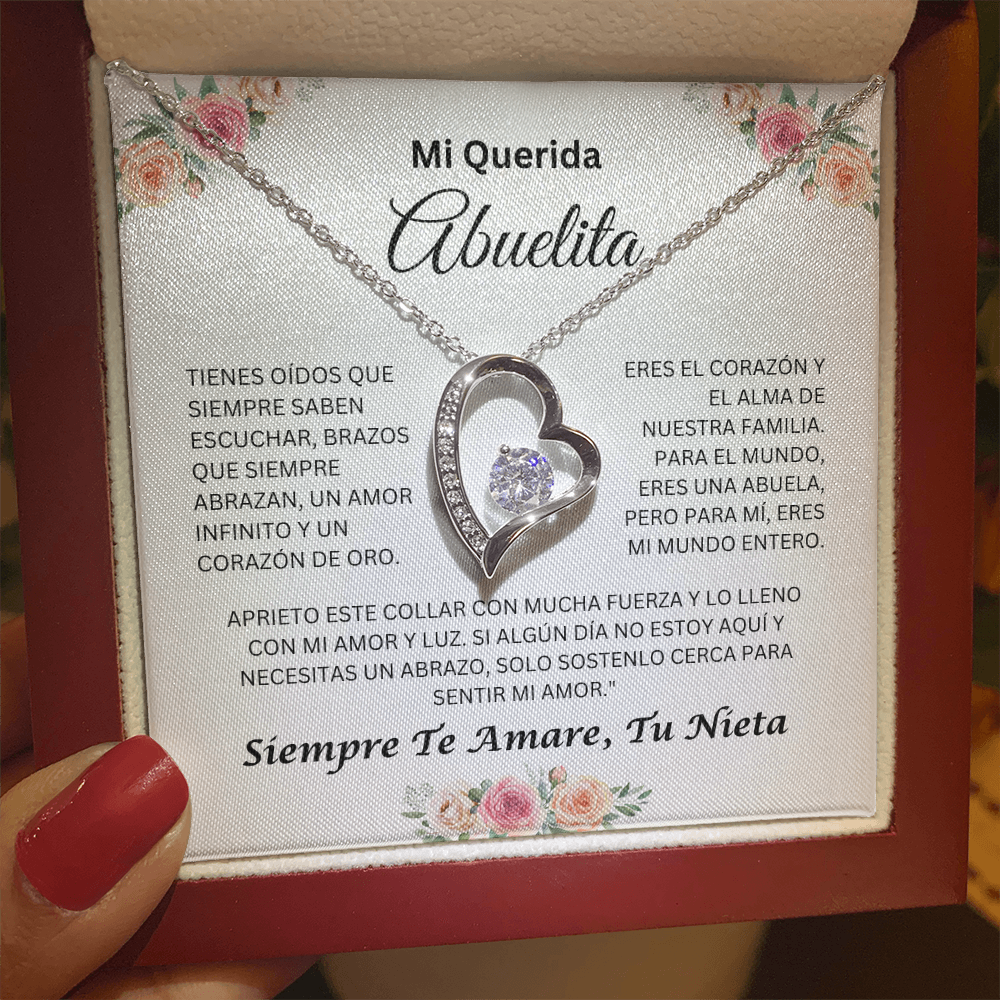 Mi Querida
Abuelita
TIENES OÍDOS QUE
SIEMPRE SABEN
ESCUCHAR, BRAZOS
QUE SIEMPRE
ABRAZAN, UN AMOR
INFINITO Y UN
CORAZÓN DE ORO.
ERES EL CORAZÓN Y
EL ALMA DE
NUESTRA FAMILIA.
PARA EL MUNDO,
ERES UNA ABUELA,
PERO PARA MÍ, ERES
MI MUNDO ENTERO.
APRIETO ESTE COLLAR CON MUCHA FUERZA Y LO LLENO
CON MI AMOR Y LUZ. SI ALGÚN DÍA NO ESTOY AQUÍ Y
NECESITAS UN ABRAZO, SOLO SOSTENLO CERCA PARA
SENTIR MI AMOR."
Siempre Te Amare, Tu Nieta